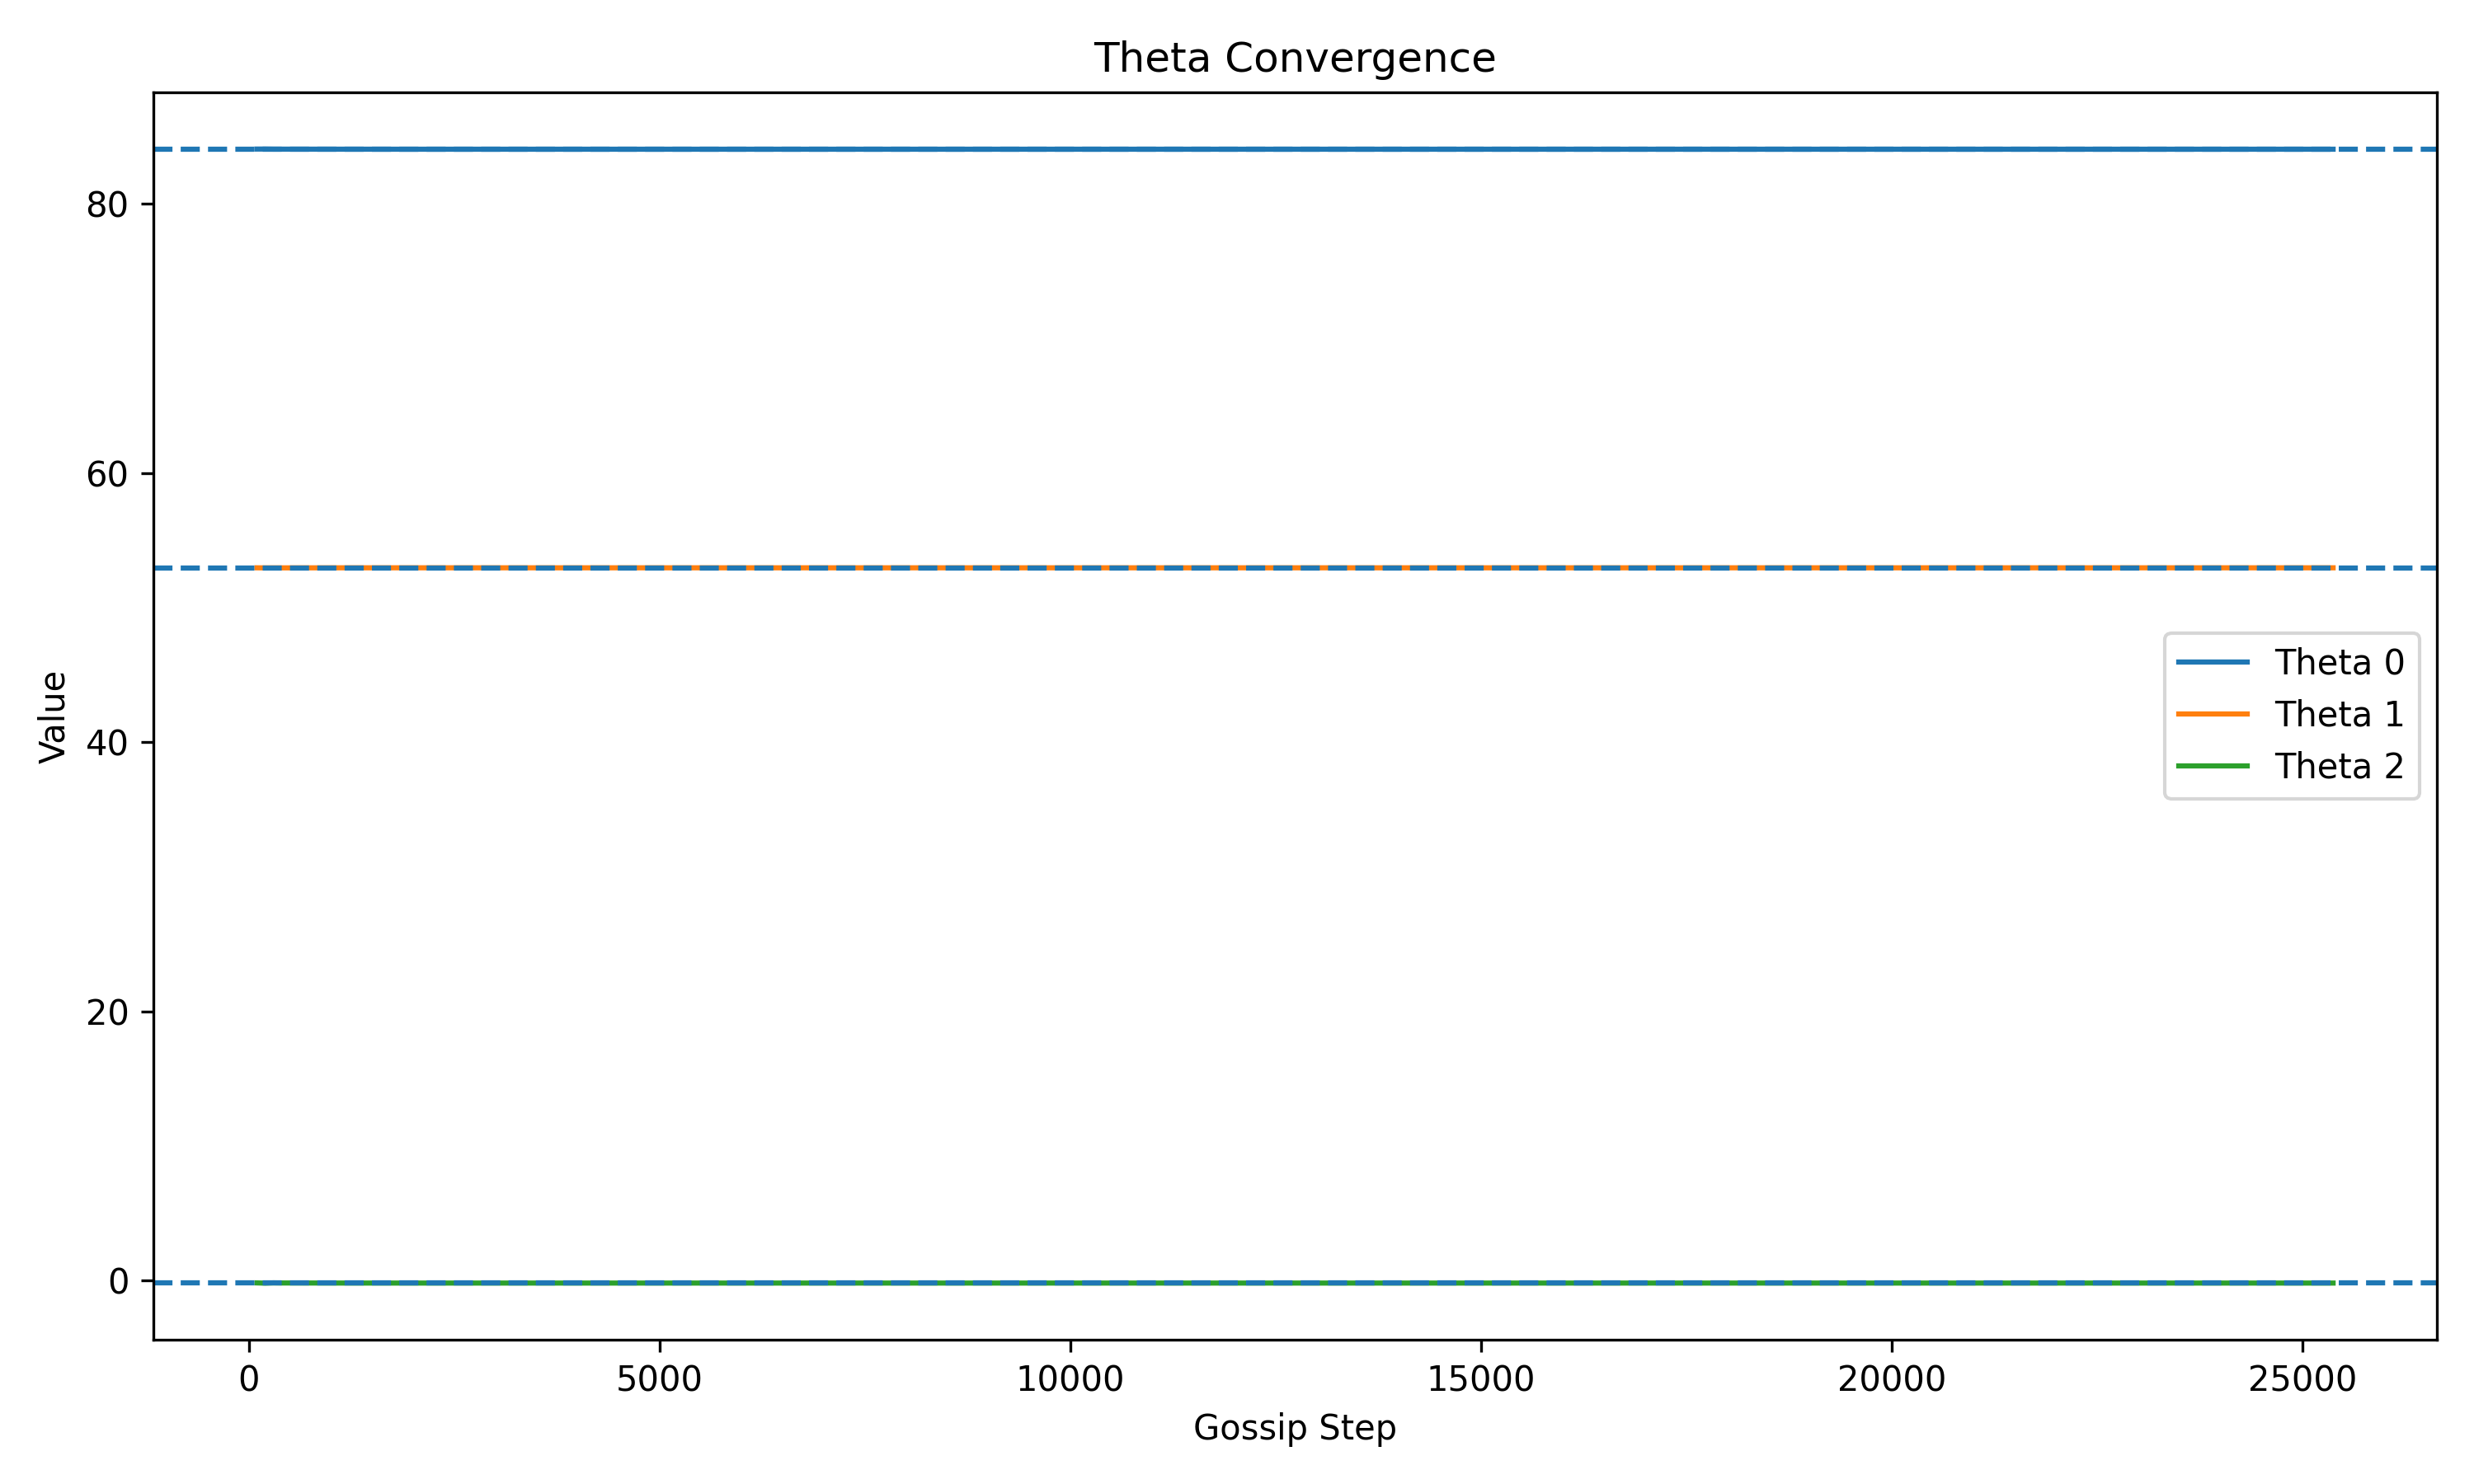 Theta Convergence
Value
80
60
40
20
0
Theta 0
Theta 1
Theta 2
0 5000 10000 15000 20000 25000
Gossip Step